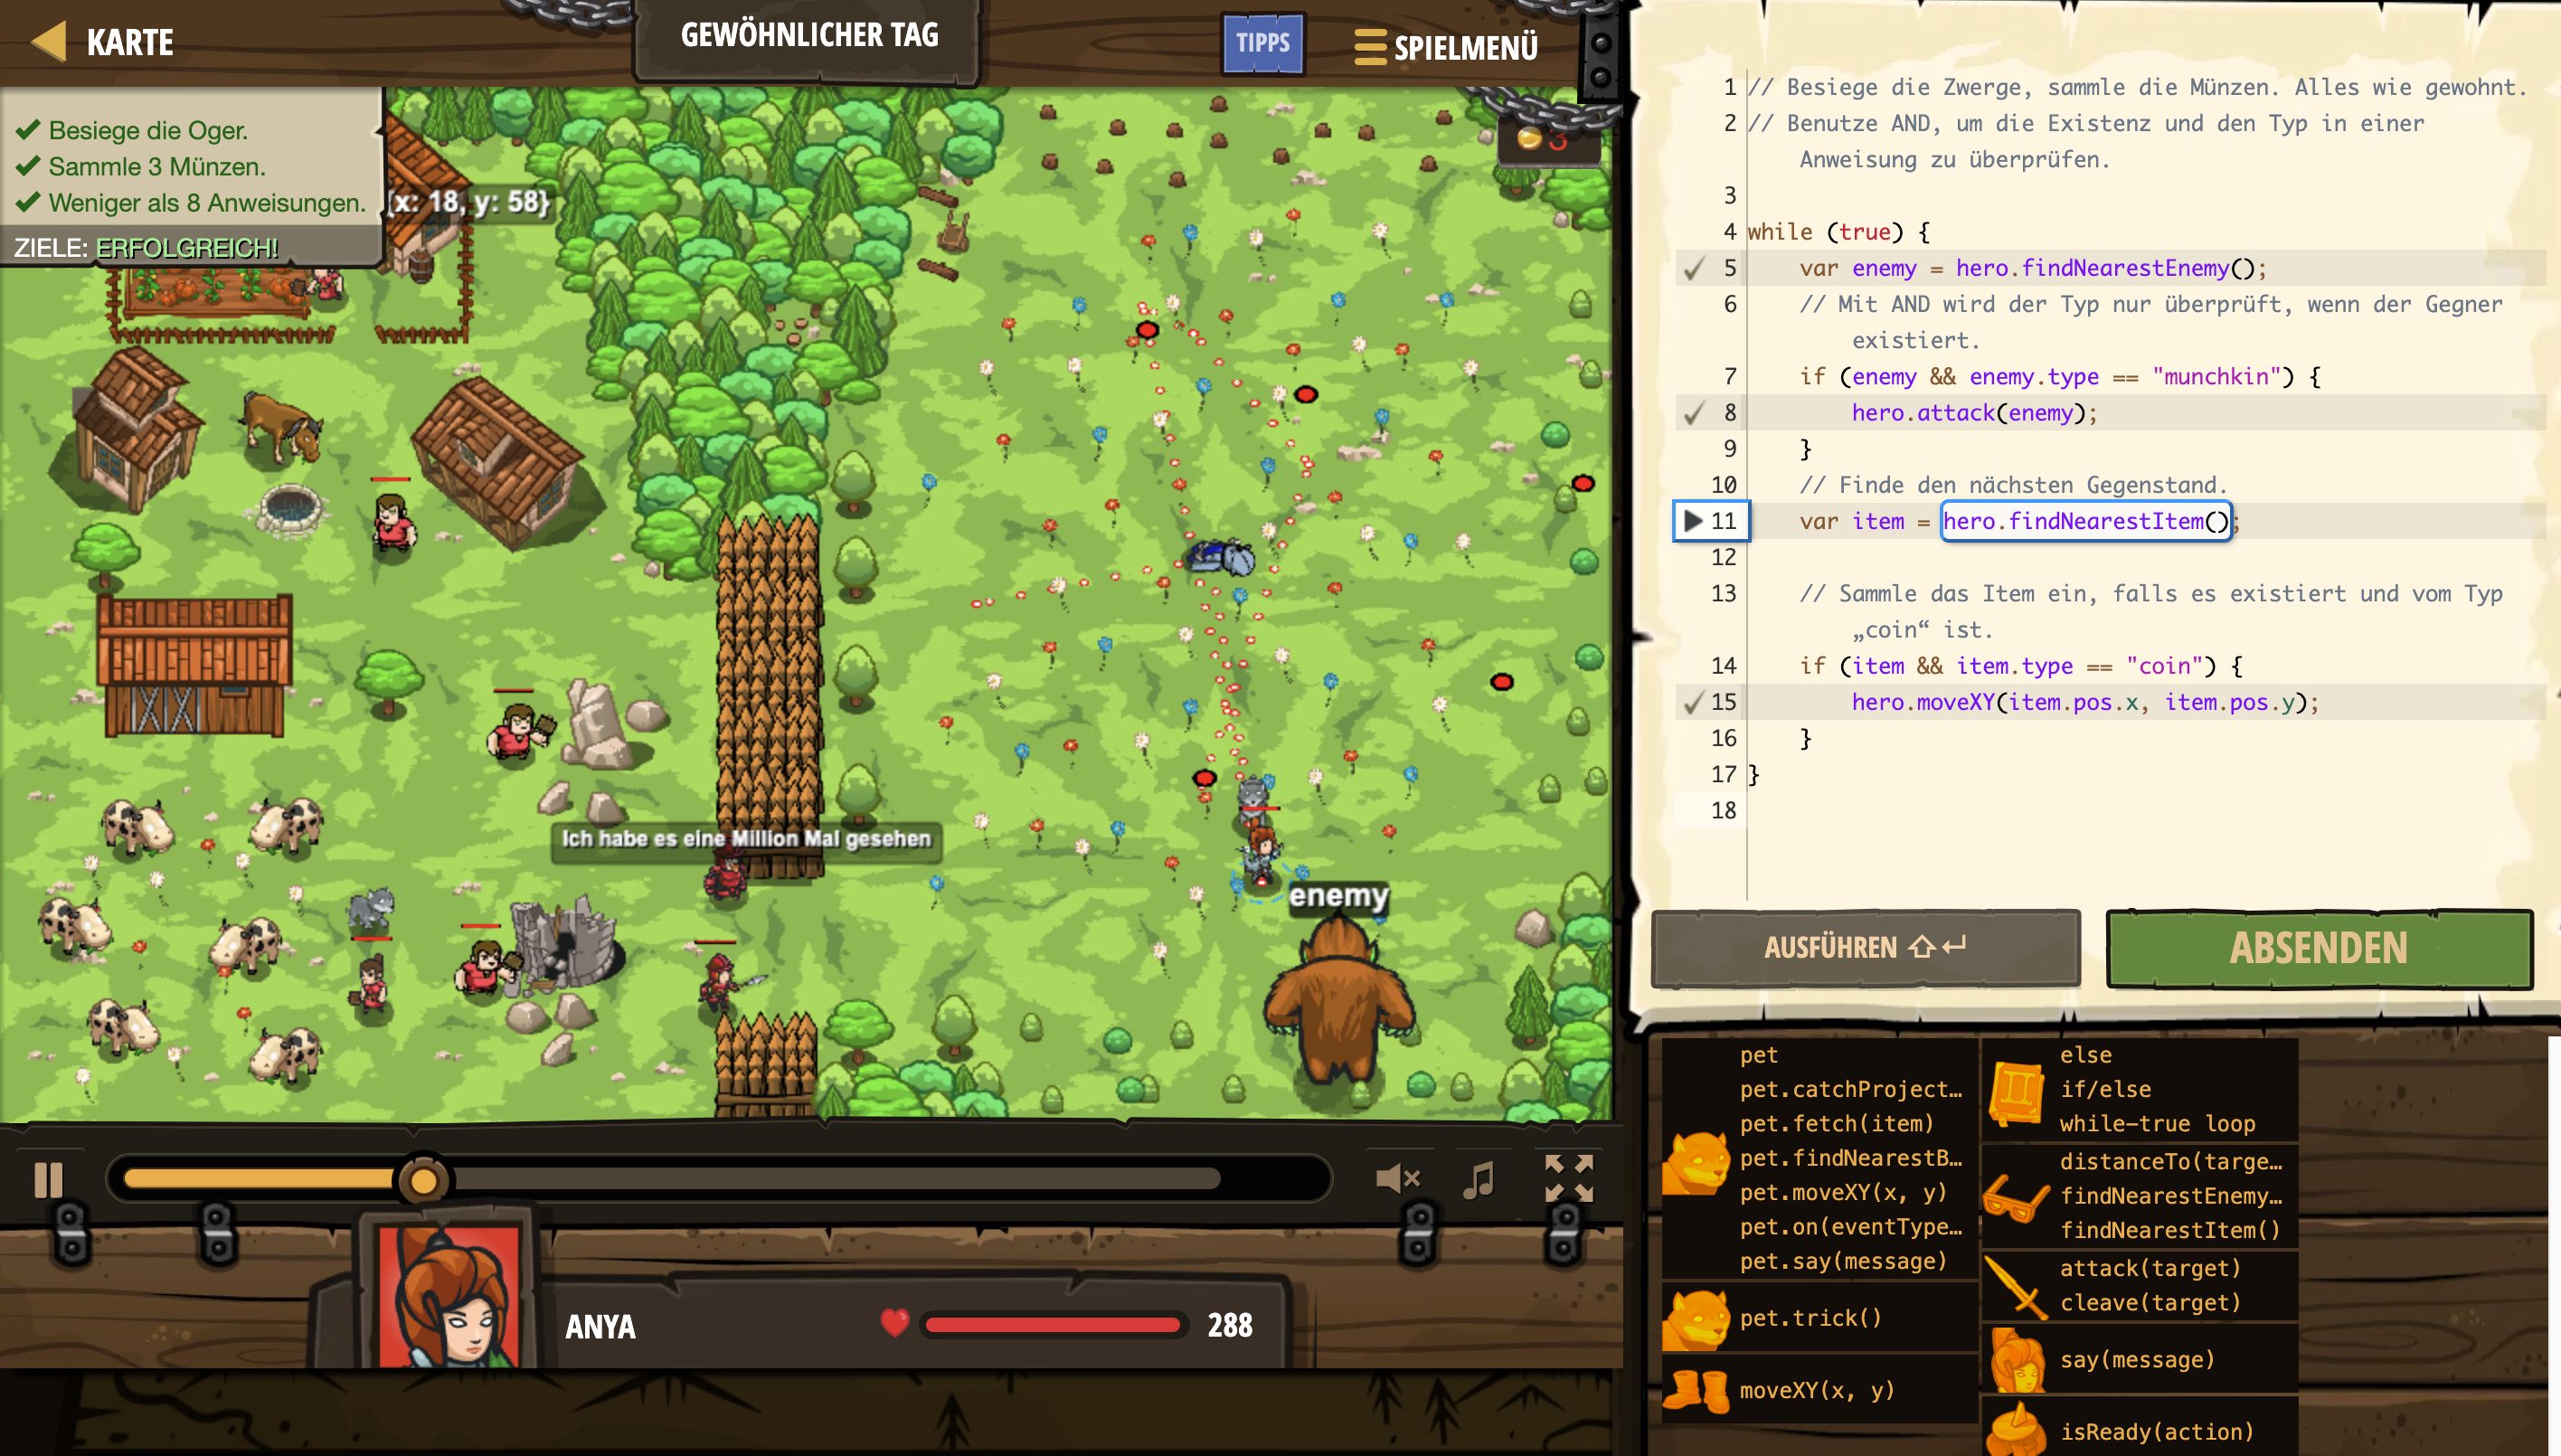 KARTE
GEWÖHNLICHER TAG
TIPPS
SPIELMENÜ
Besiege die Oger.
Sammle 3 Münzen.
Weniger als 8 Anweisungen.
ZIELE: ERFOLGREICH!
{x: 18, y: 58}
3
Ich habe es eine Million Mal gesehen
enemy
1 // Besiege die Zwerge, sammle die Münzen. Alles wie gewohnt.
2 // Benutze AND, um die Existenz und den Typ in einer
Anweisung zu überprüfen.
3
4 while (true) {
5 var enemy = hero.findNearestEnemy();
6 // Mit AND wird der Typ nur überprüft, wenn der Gegner
existiert.
7 if (enemy && enemy.type == "munchkin") {
8 hero.attack(enemy);
9 }
10 // Finde den nächsten Gegenstand.
11 var item = hero.findNearestItem();
12
13 // Sammle das Item ein, falls es existiert und vom Typ
„coin“ ist.
14 if (item && item.type == "coin") {
15 hero.moveXY(item.pos.x, item.pos.y);
16 }
17 }
18
AUSFÜHREN
ABSENDEN
pet
pet.catchProject…
pet.fetch(item)
pet.findNearestB…
pet.moveXY(x, y)
pet.on(eventType…
pet.say(message)
pet.trick()
moveXY(x, y)
else
if/else
while-true loop
distanceTo(targe…
findNearestEnemy…
findNearestItem()
attack(target)
cleave(target)
say(message)
isReady(action)
ANYA
288